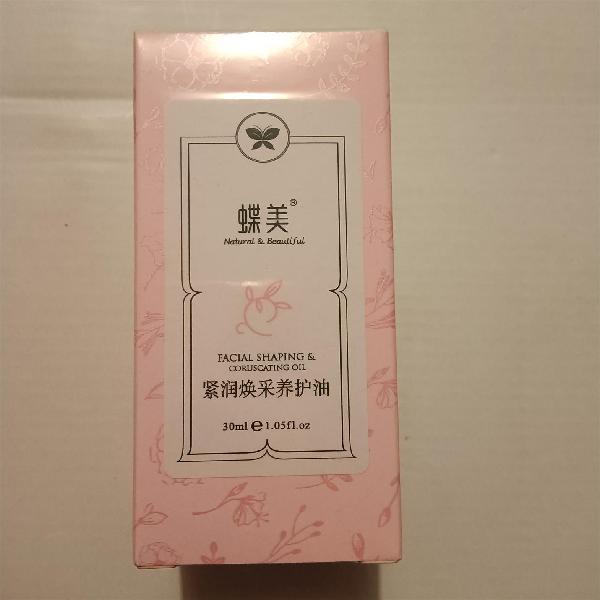 蝶美®
Natural & Beautiful
FACIAL SHAPING &
CORUSCATING OIL
紧润焕采养护油
30ml e 1.05fl.oz